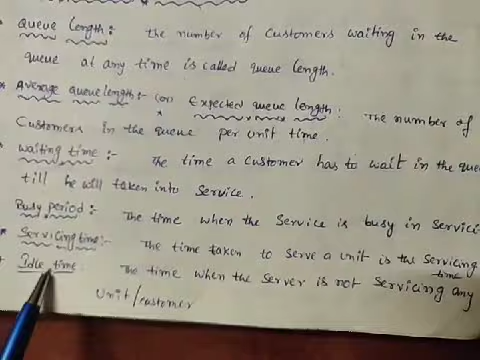 * Queue Length:- The number of customers waiting in the
queue at any time is called queue length.
* Average queue length:- (or) Expected queue length: The number of
Customers in the queue per unit time.
waiting time:- The time a customer has to wait in the que
till he will taken into service.
Busy period:- The time when the service is busy in servici
* Servicing time:- The time taken to serve a unit is the servicing
time
Idle time The time when the server is not servicing any
unit/customer